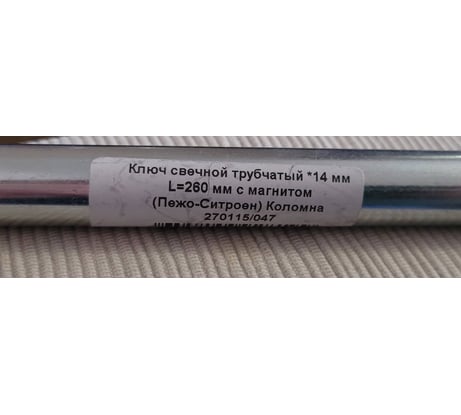 Ключ свечной трубчатый *14 мм
L=260 мм с магнитом
(Пежо-Ситроен) Коломна
270115/047